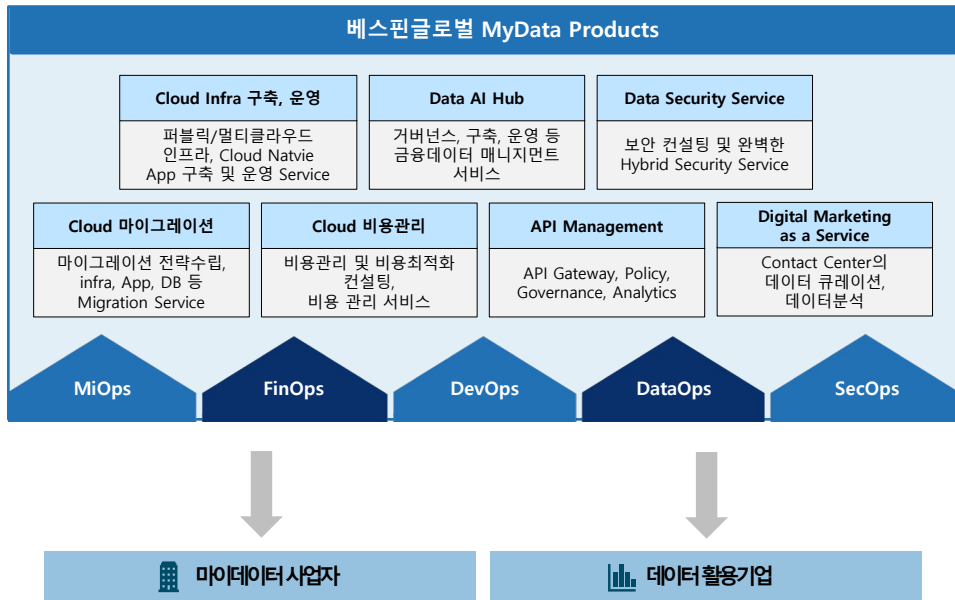 베스핀글로벌 MyData Products
Cloud Infra 구축, 운영
퍼블릭/멀티클라우드
인프라, Cloud Natvie
App 구축 및 운영 Service
Data AI Hub
거버넌스, 구축, 운영 등
금융데이터 매니지먼트
서비스
Data Security Service
보안 컨설팅 및 완벽한
Hybrid Security Service
Cloud 마이그레이션
마이그레이션 전략수립,
infra, App, DB 등
Migration Service
Cloud 비용관리
비용관리 및 비용최적화
컨설팅,
비용 관리 서비스
API Management
API Gateway, Policy,
Governance, Analytics
Digital Marketing
as a Service
Contact Center의
데이터 큐레이션,
데이터분석
MiOps
FinOps
DevOps
DataOps
SecOps
마이데이터 사업자
데이터 활용기업